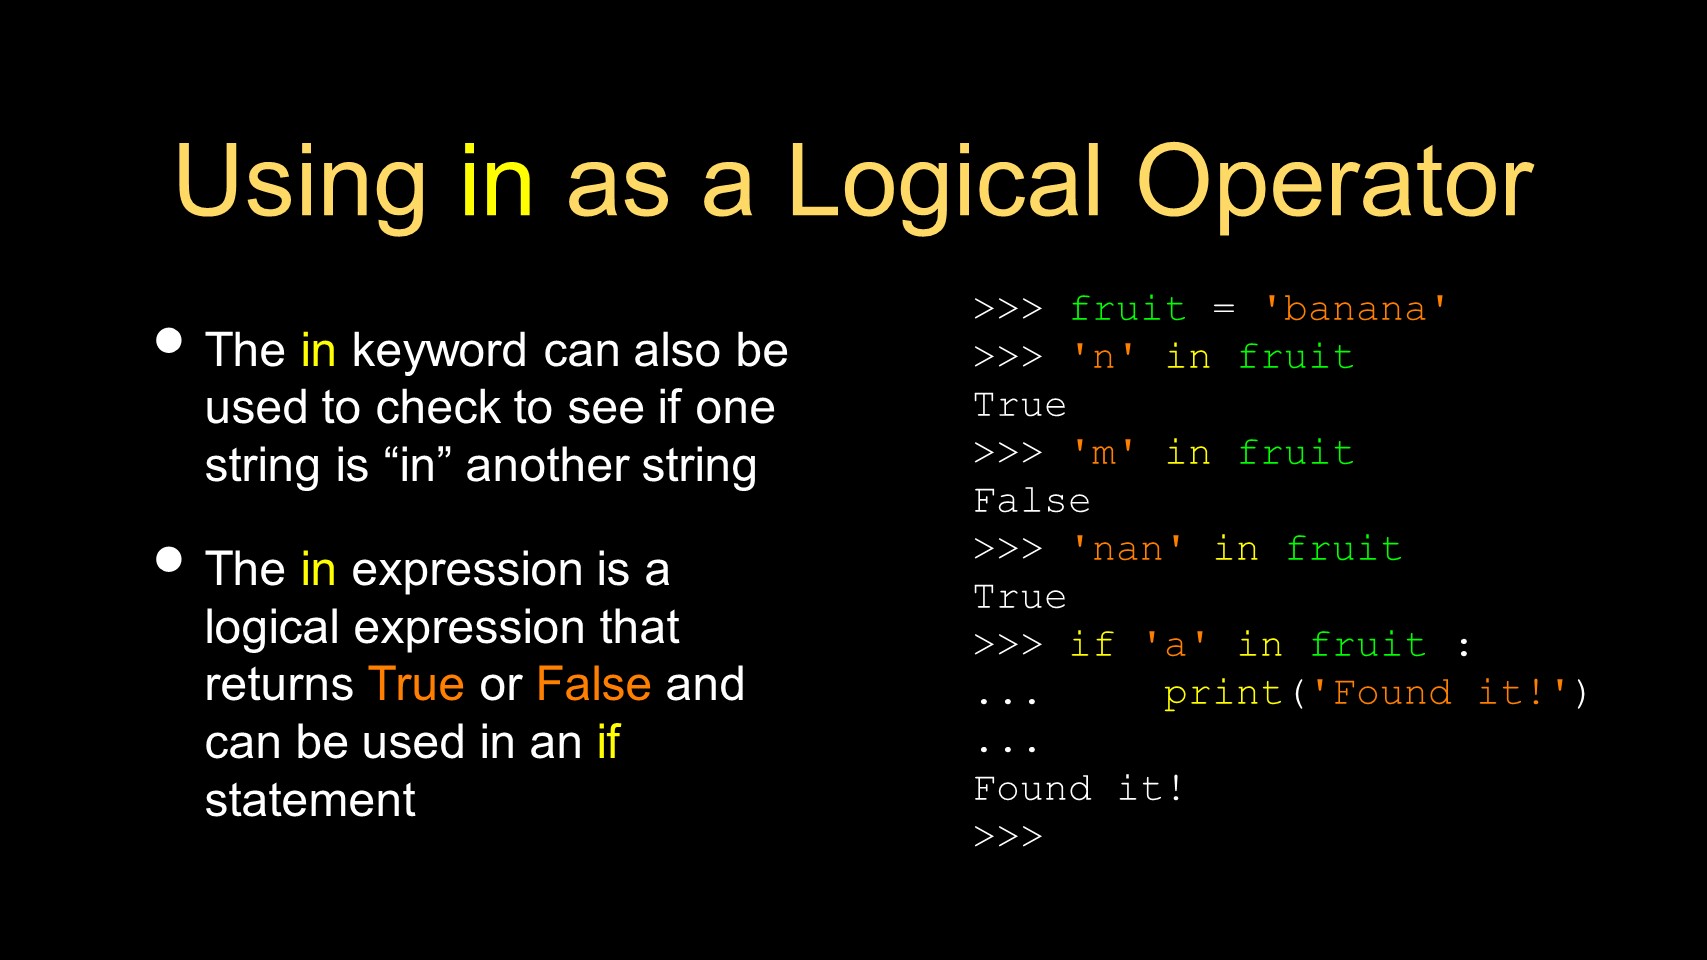 Using in as a Logical Operator
• The in keyword can also be
used to check to see if one
string is “in” another string
• The in expression is a
logical expression that
returns True or False and
can be used in an if
statement
>>> fruit = 'banana'
>>> 'n' in fruit
True
>>> 'm' in fruit
False
>>> 'nan' in fruit
True
>>> if 'a' in fruit :
...     print('Found it!')
...
Found it!
>>>